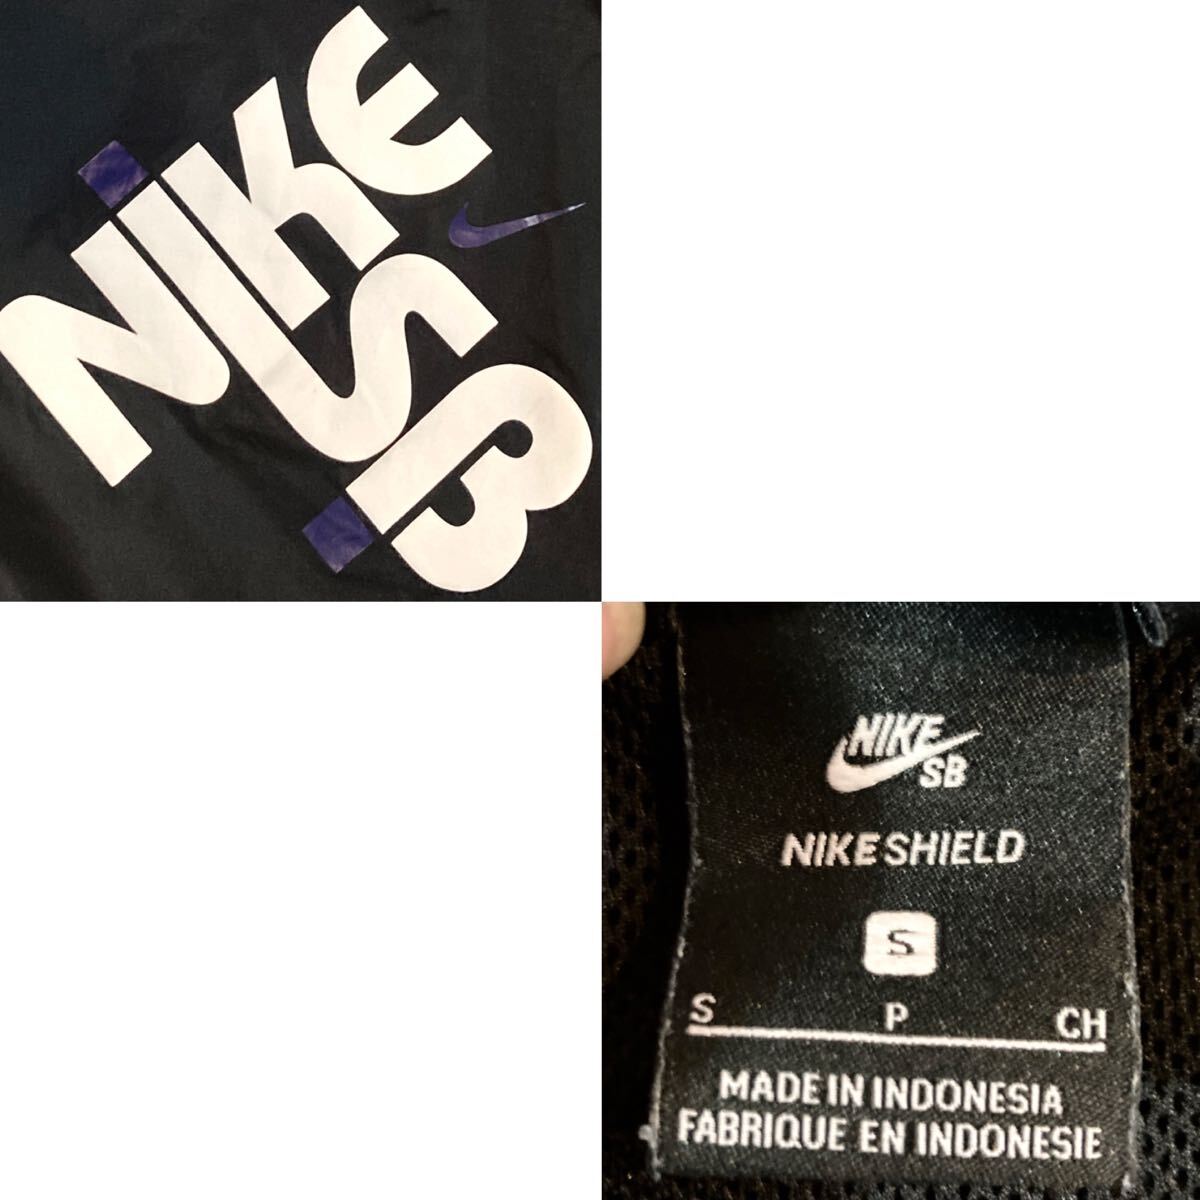 NIKE
SB
NIKE
SB
NIKE SHIELD
S
S P CH
MADE IN INDONESIA
FABRIQUE EN INDONESIE